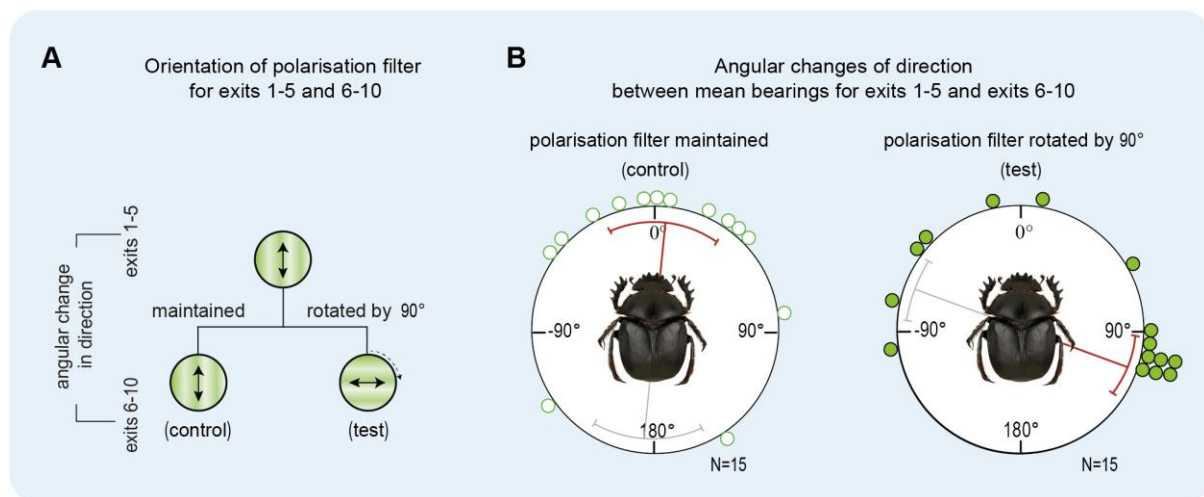 A
Orientation of polarisation filter
for exits 1-5 and 6-10
exits 1-5
angular change
in direction
exits 6-10
maintained
rotated by 90°
(control)
(test)
B
Angular changes of direction
between mean bearings for exits 1-5 and exits 6-10
polarisation filter maintained
(control)
0°
-90°
90°
180°
N=15
polarisation filter rotated by 90°
(test)
0°
-90°
90°
180°
N=15